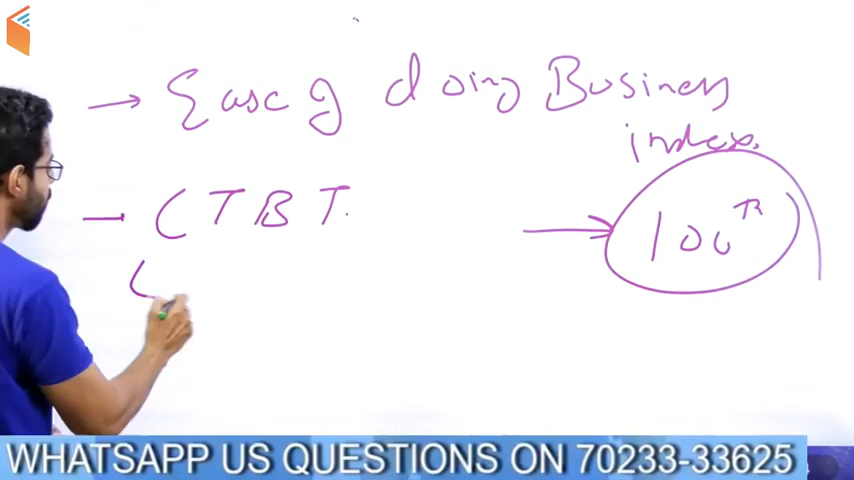 → Ease of doing Business
index.
– CTBT.
→ 100th
WHATSAPP US QUESTIONS ON 70233-33625